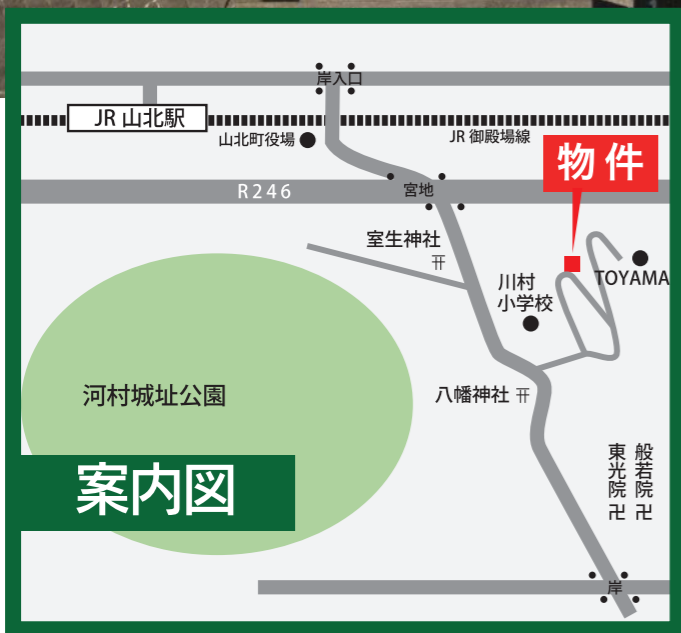 岸入口
JR 山北駅
山北町役場
JR 御殿場線
物件
R246
宮地
室生神社
川村
小学校
TOYAMA
河村城址公園
八幡神社
案内図
般若院 卍
東光院 卍
岸